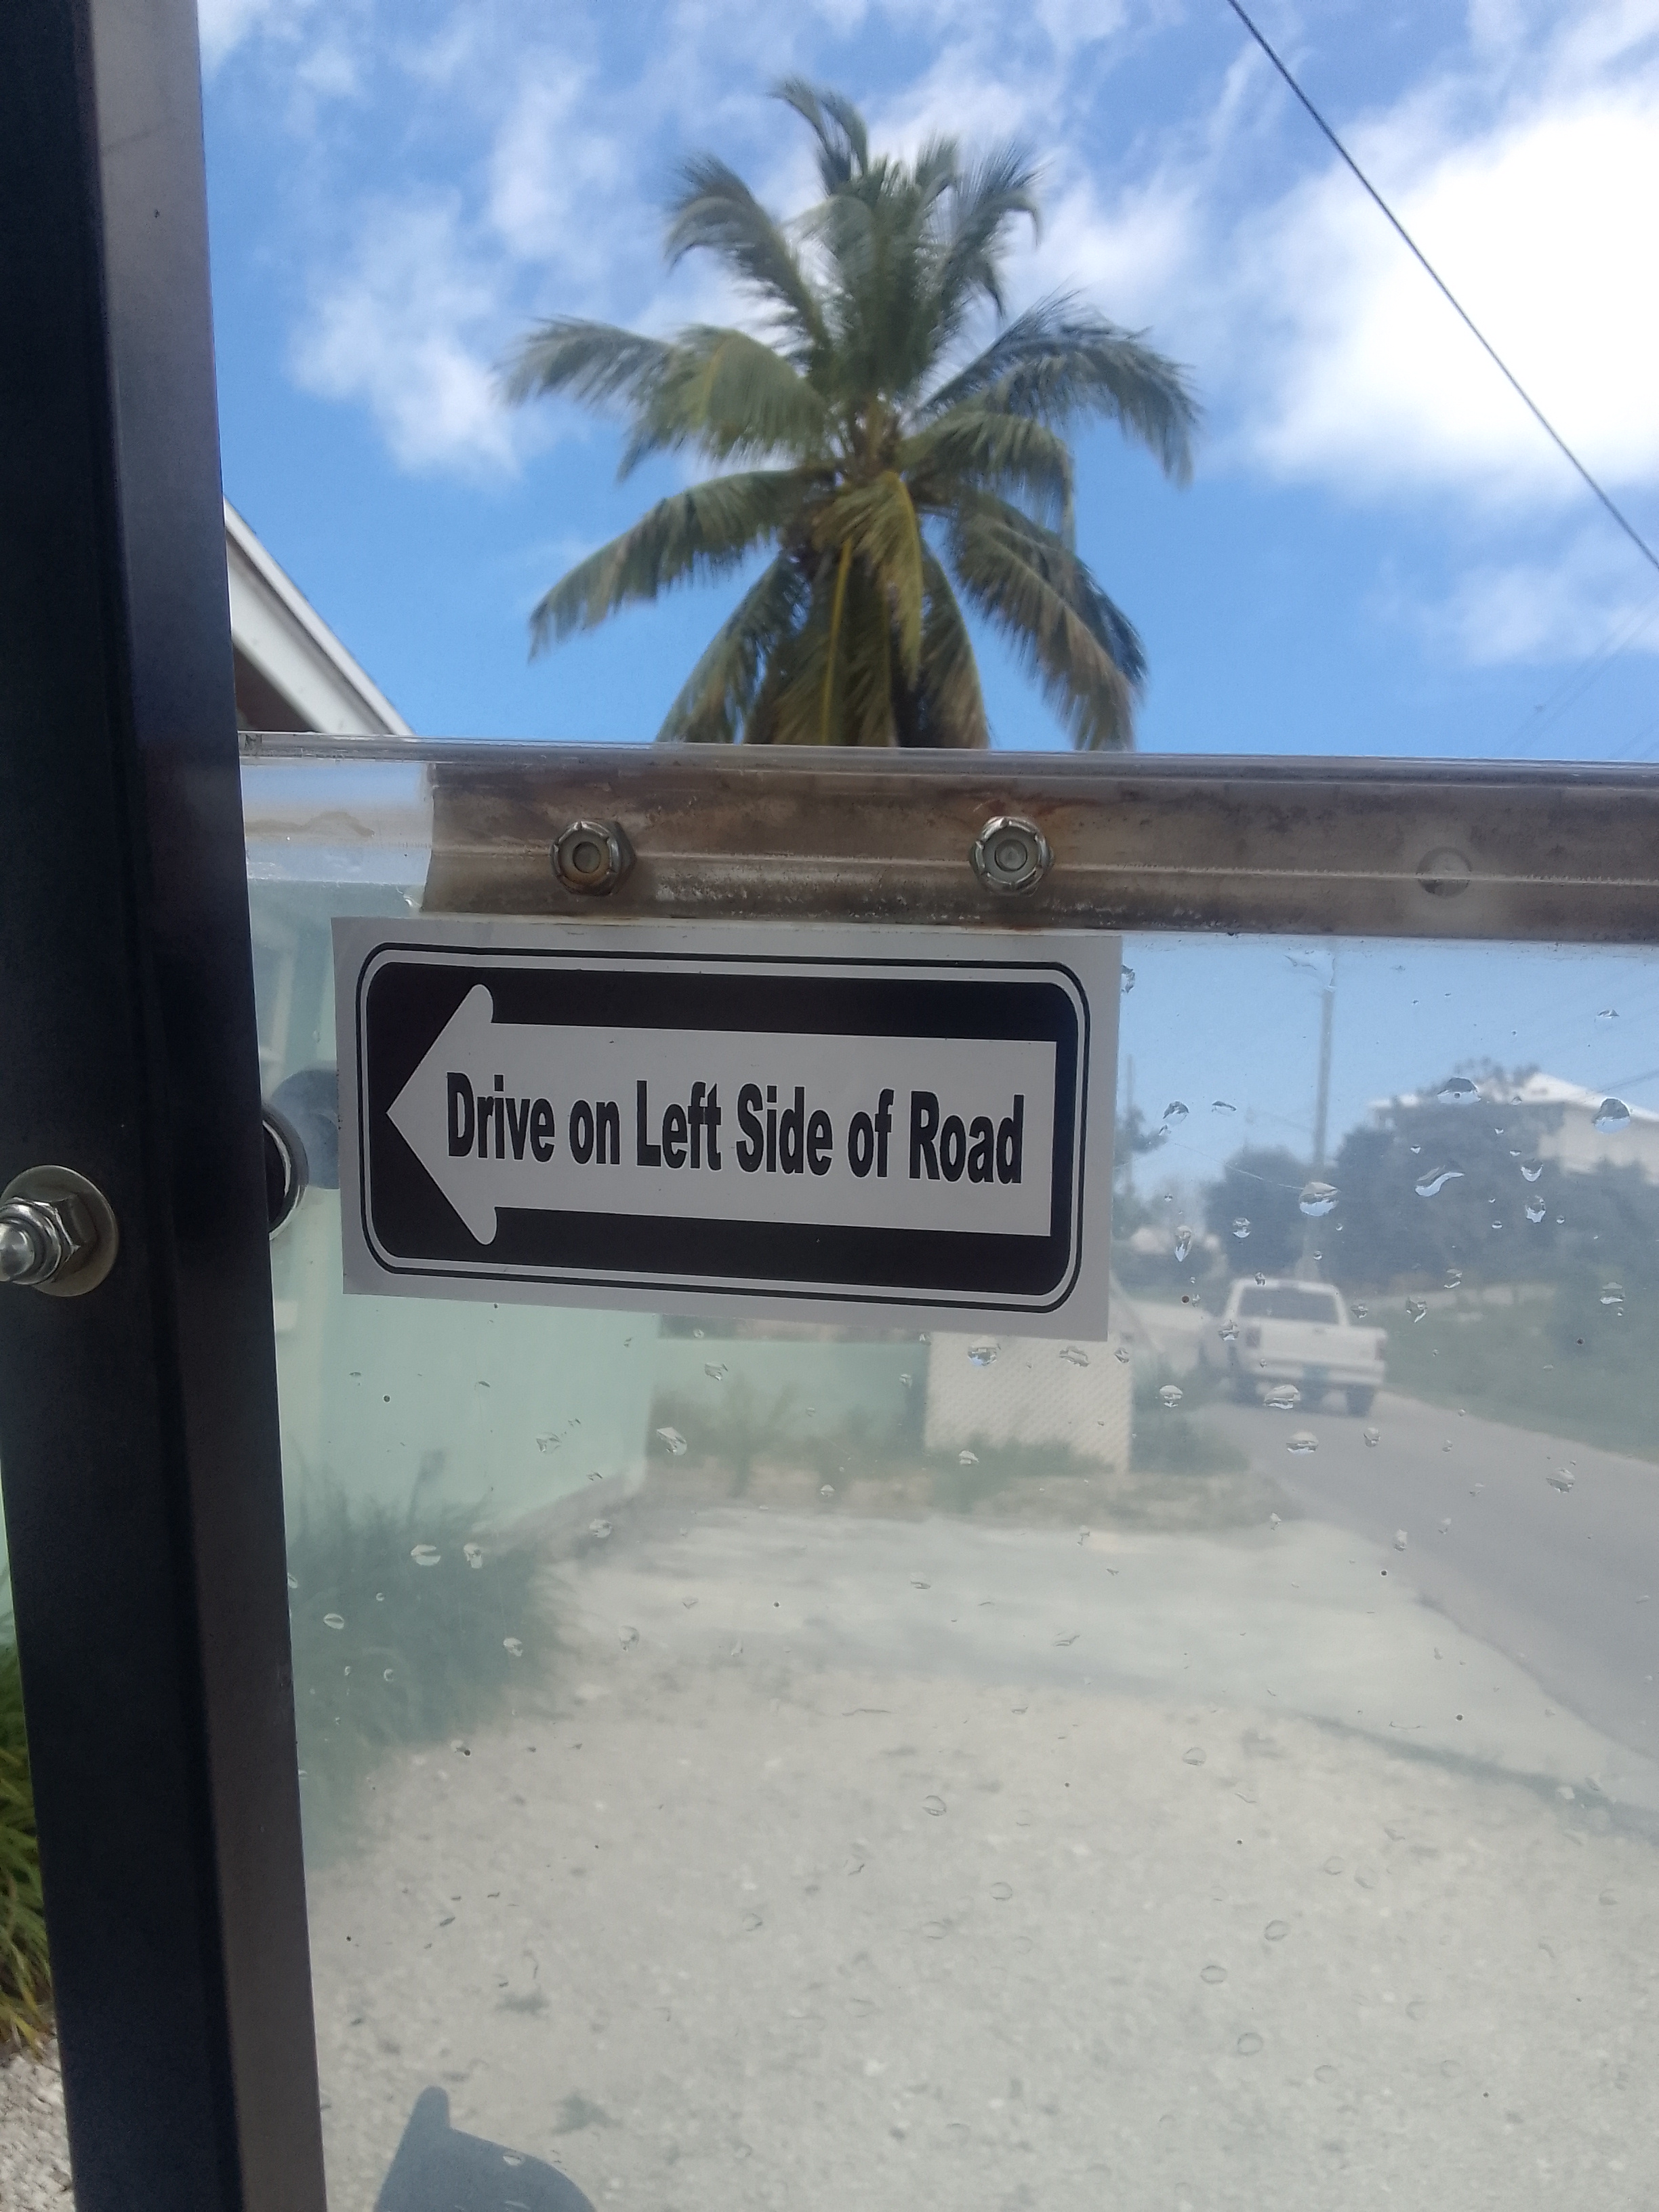 Drive on Left Side of Road